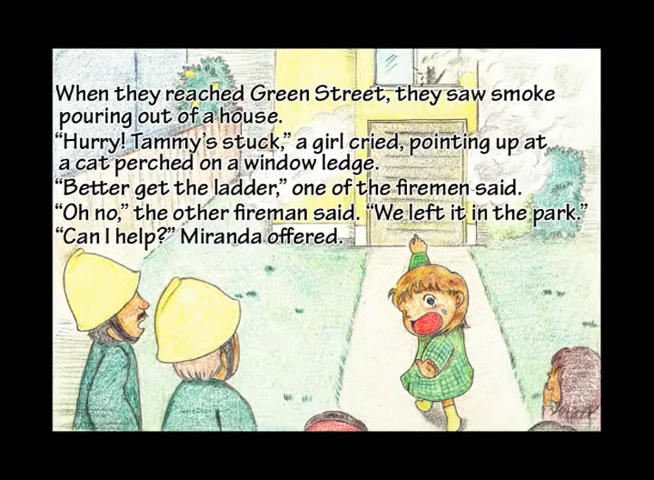 When they reached Green Street, they saw smoke
pouring out of a house.
“Hurry! Tammy’s stuck,” a girl cried, pointing up at
a cat perched on a window ledge.
“Better get the ladder,” one of the firemen said.
“Oh no,” the other fireman said. “We left it in the park.”
“Can I help?” Miranda offered.